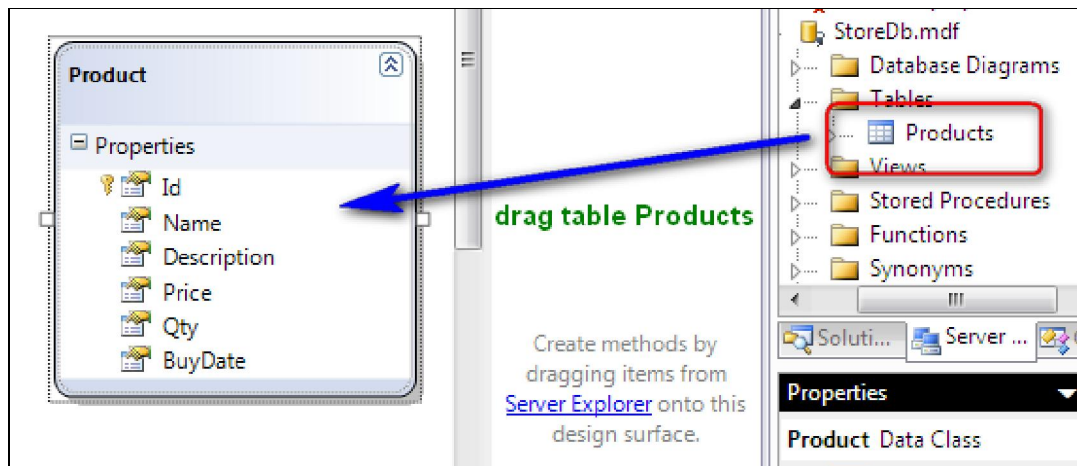 Product
Properties
Id
Name
Description
Price
Qty
BuyDate
drag table Products
Create methods by
dragging items from
Server Explorer onto this
design surface.
StoreDb.mdf
Database Diagrams
Tables
Products
Views
Stored Procedures
Functions
Synonyms
Soluti...
Server ...
Properties
Product Data Class